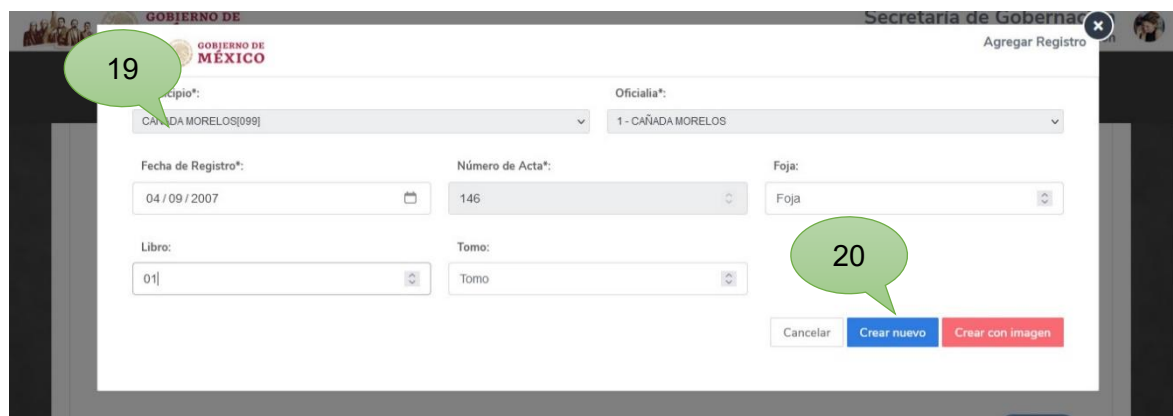 GOBIERNO DE
Secretaría de Gobernac
GOBIERNO DE
MÉXICO
Agregar Registro
19
cipio*:
Oficialia*:
CAÑADA MORELOS[099]
1 - CAÑADA MORELOS
Fecha de Registro*:
Número de Acta*:
Foja:
04 / 09 / 2007
146
Foja
Libro:
Tomo:
01
Tomo
20
Cancelar
Crear nuevo
Crear con imagen